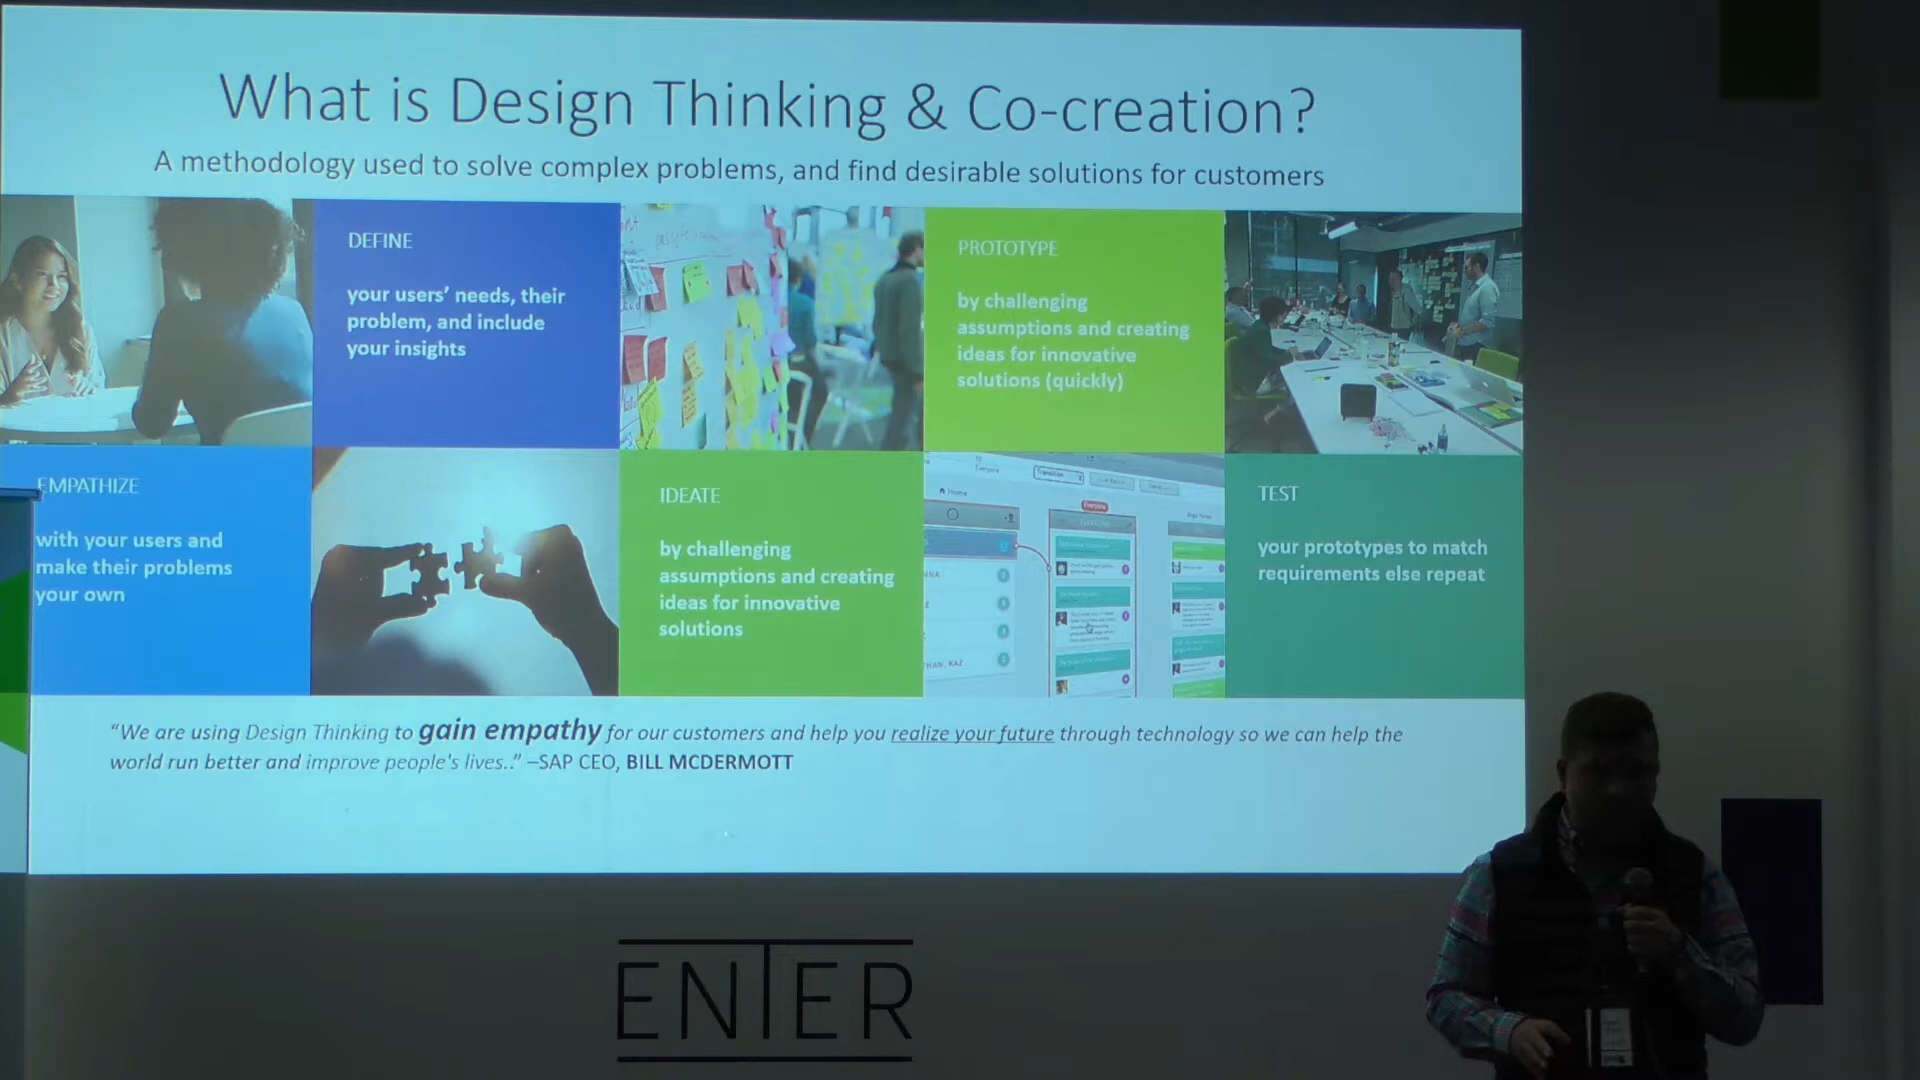 What is Design Thinking & Co-creation?
A methodology used to solve complex problems, and find desirable solutions for customers
DEFINE
your users' needs, their
problem, and include
your insights
PROTOTYPE
by challenging
assumptions and creating
ideas for innovative
solutions (quickly)
EMPATHIZE
with your users and
make their problems
your own
IDEATE
by challenging
assumptions and creating
ideas for innovative
solutions
Home
Everyone
TEST
your prototypes to match
requirements else repeat
“We are using Design Thinking to gain empathy for our customers and help you realize your future through technology so we can help the
world run better and improve people's lives..” –SAP CEO, BILL MCDERMOTT
ENTER